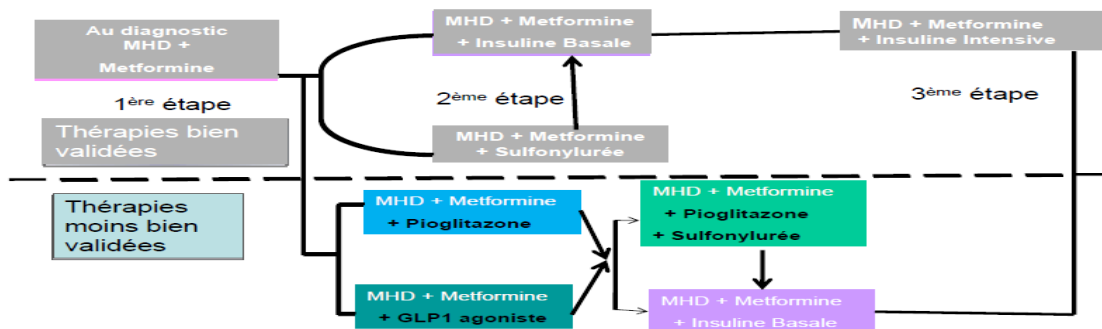 Au diagnostic
MHD +
Metformine
MHD + Metformine
+ Insuline Basale
MHD + Metformine
+ Insuline Intensive
1ère étape
2ème étape
3ème étape
Thérapies bien
validées
MHD + Metformine
+ Sulfonylurée
Thérapies
moins bien
validées
MHD + Metformine
+ Pioglitazone
MHD + Metformine
+ Pioglitazone
+ Sulfonylurée
MHD + Metformine
+ GLP1 agoniste
MHD + Metformine
+ Insuline Basale